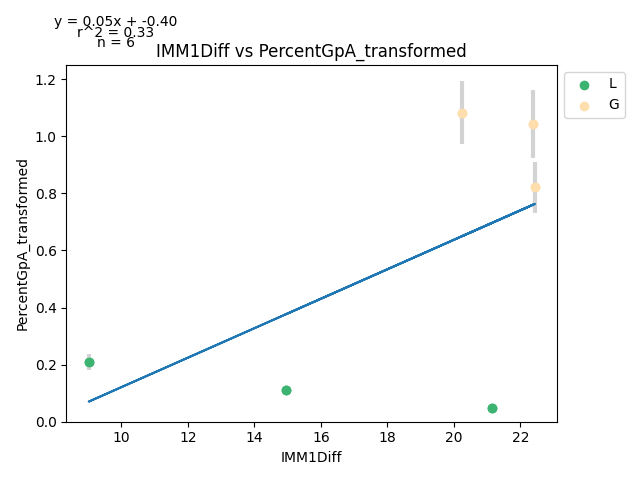 y = 0.05x + -0.40
r^2 = 0.33
n = 6
IMM1Diff vs PercentGpA_transformed
L
G
1.2
1.0
0.8
0.6
0.4
0.2
0.0
PercentGpA_transformed
10 12 14 16 18 20 22
IMM1Diff